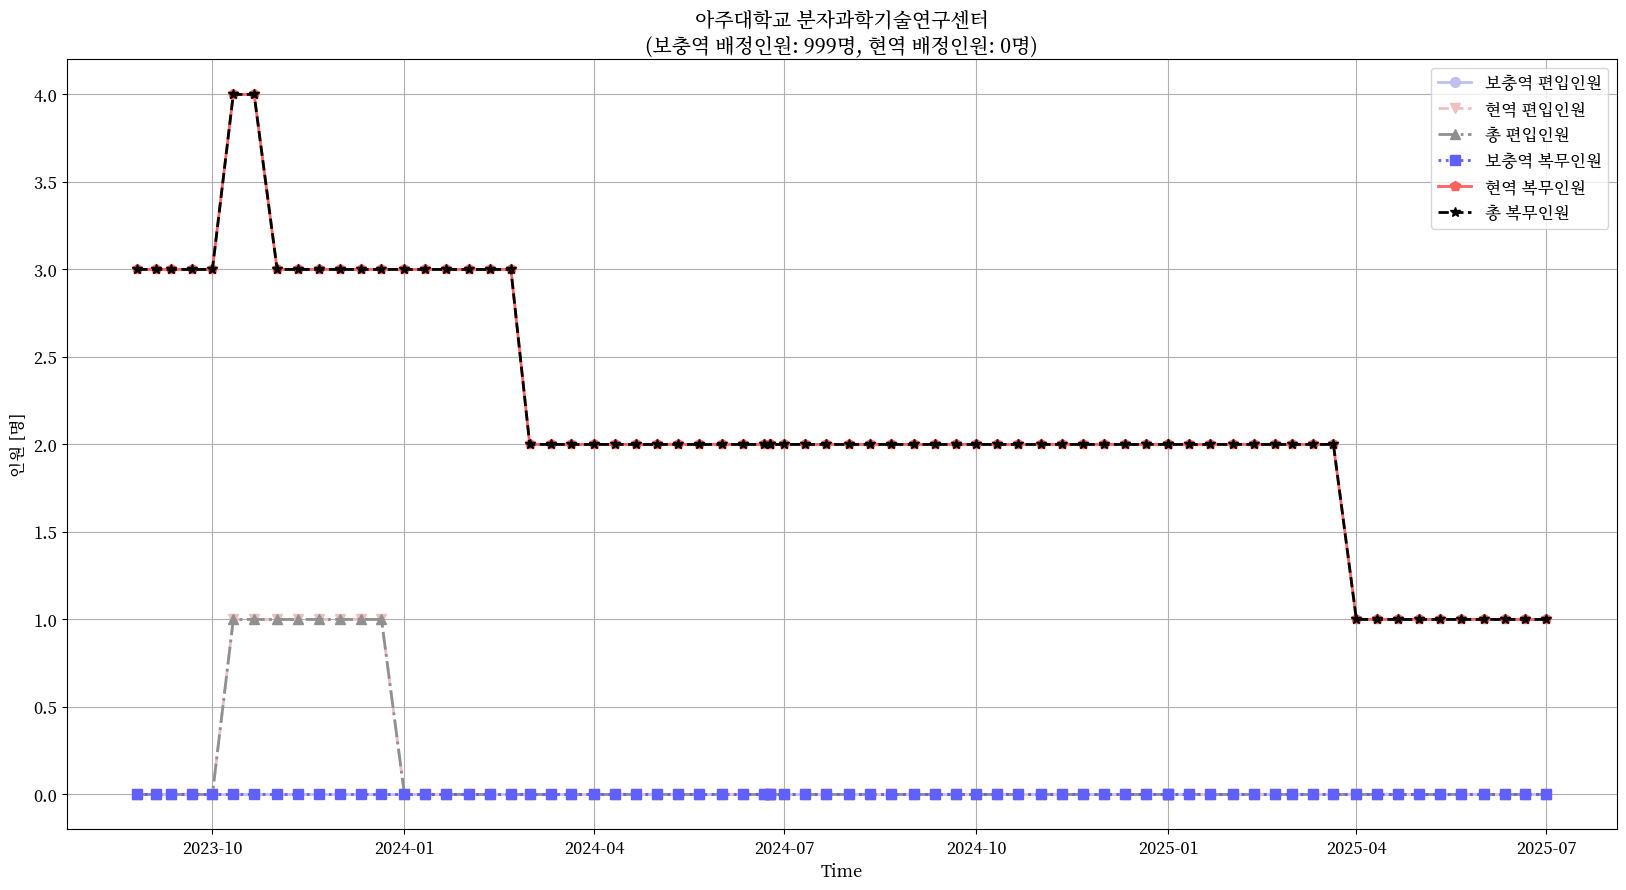 아주대학교 분자과학기술연구센터
(보충역 배정인원: 999명, 현역 배정인원: 0명)
보충역 편입인원
현역 편입인원
총 편입인원
보충역 복무인원
현역 복무인원
총 복무인원
인원 [명]
4.0
3.5
3.0
2.5
2.0
1.5
1.0
0.5
0.0
2023-10
2024-01
2024-04
2024-07
2024-10
2025-01
2025-04
2025-07
Time